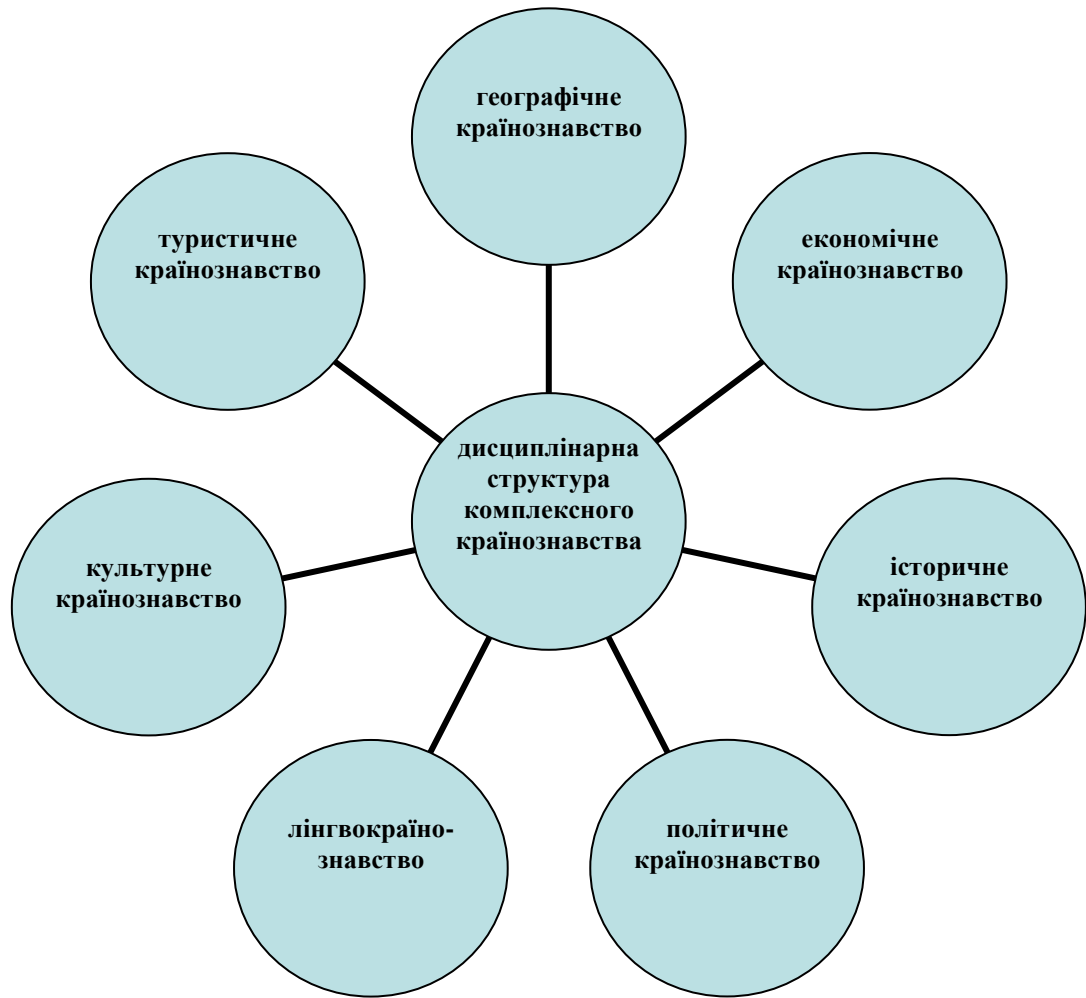 географічне
країнознавство
туристичне
країнознавство
економічне
країнознавство
дисциплінарна
структура
комплексного
країнознавства
культурне
країнознавство
історичне
країнознавство
лінгвокраїно-
знавство
політичне
країнознавство